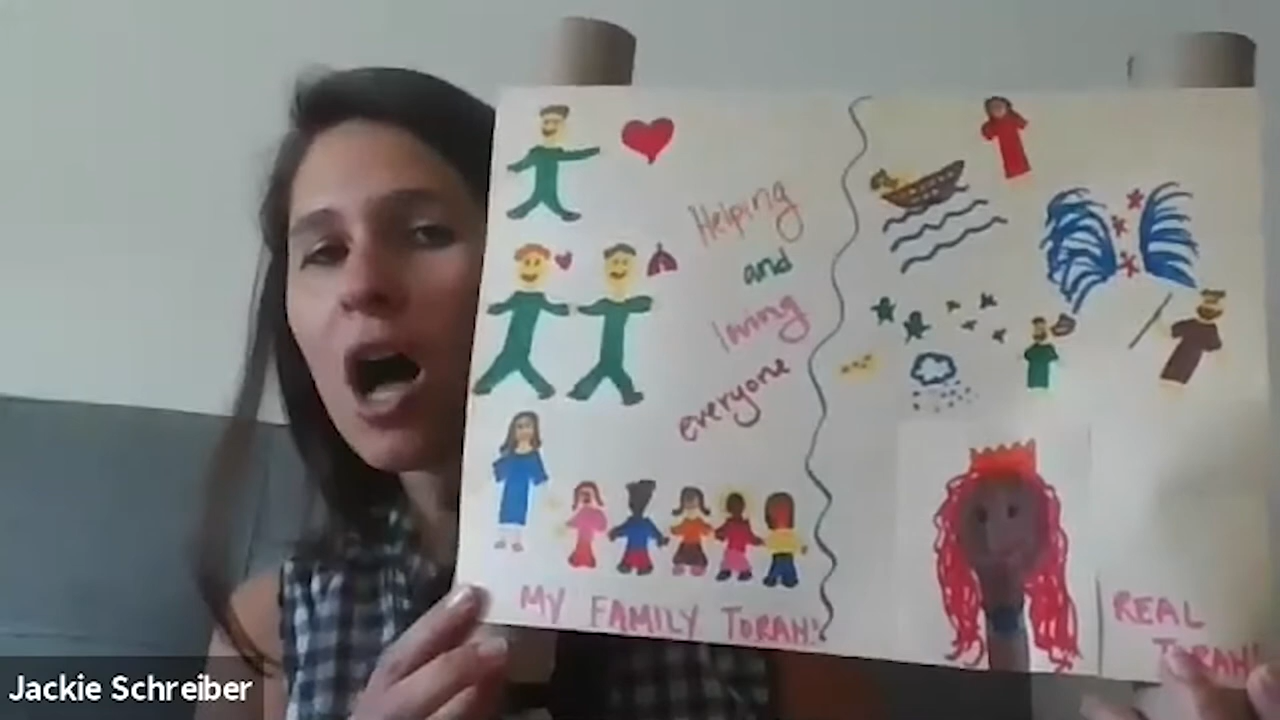 Helping
and
loving
everyone
MY FAMILY TORAH!
REAL
TORAH!
Jackie Schreiber